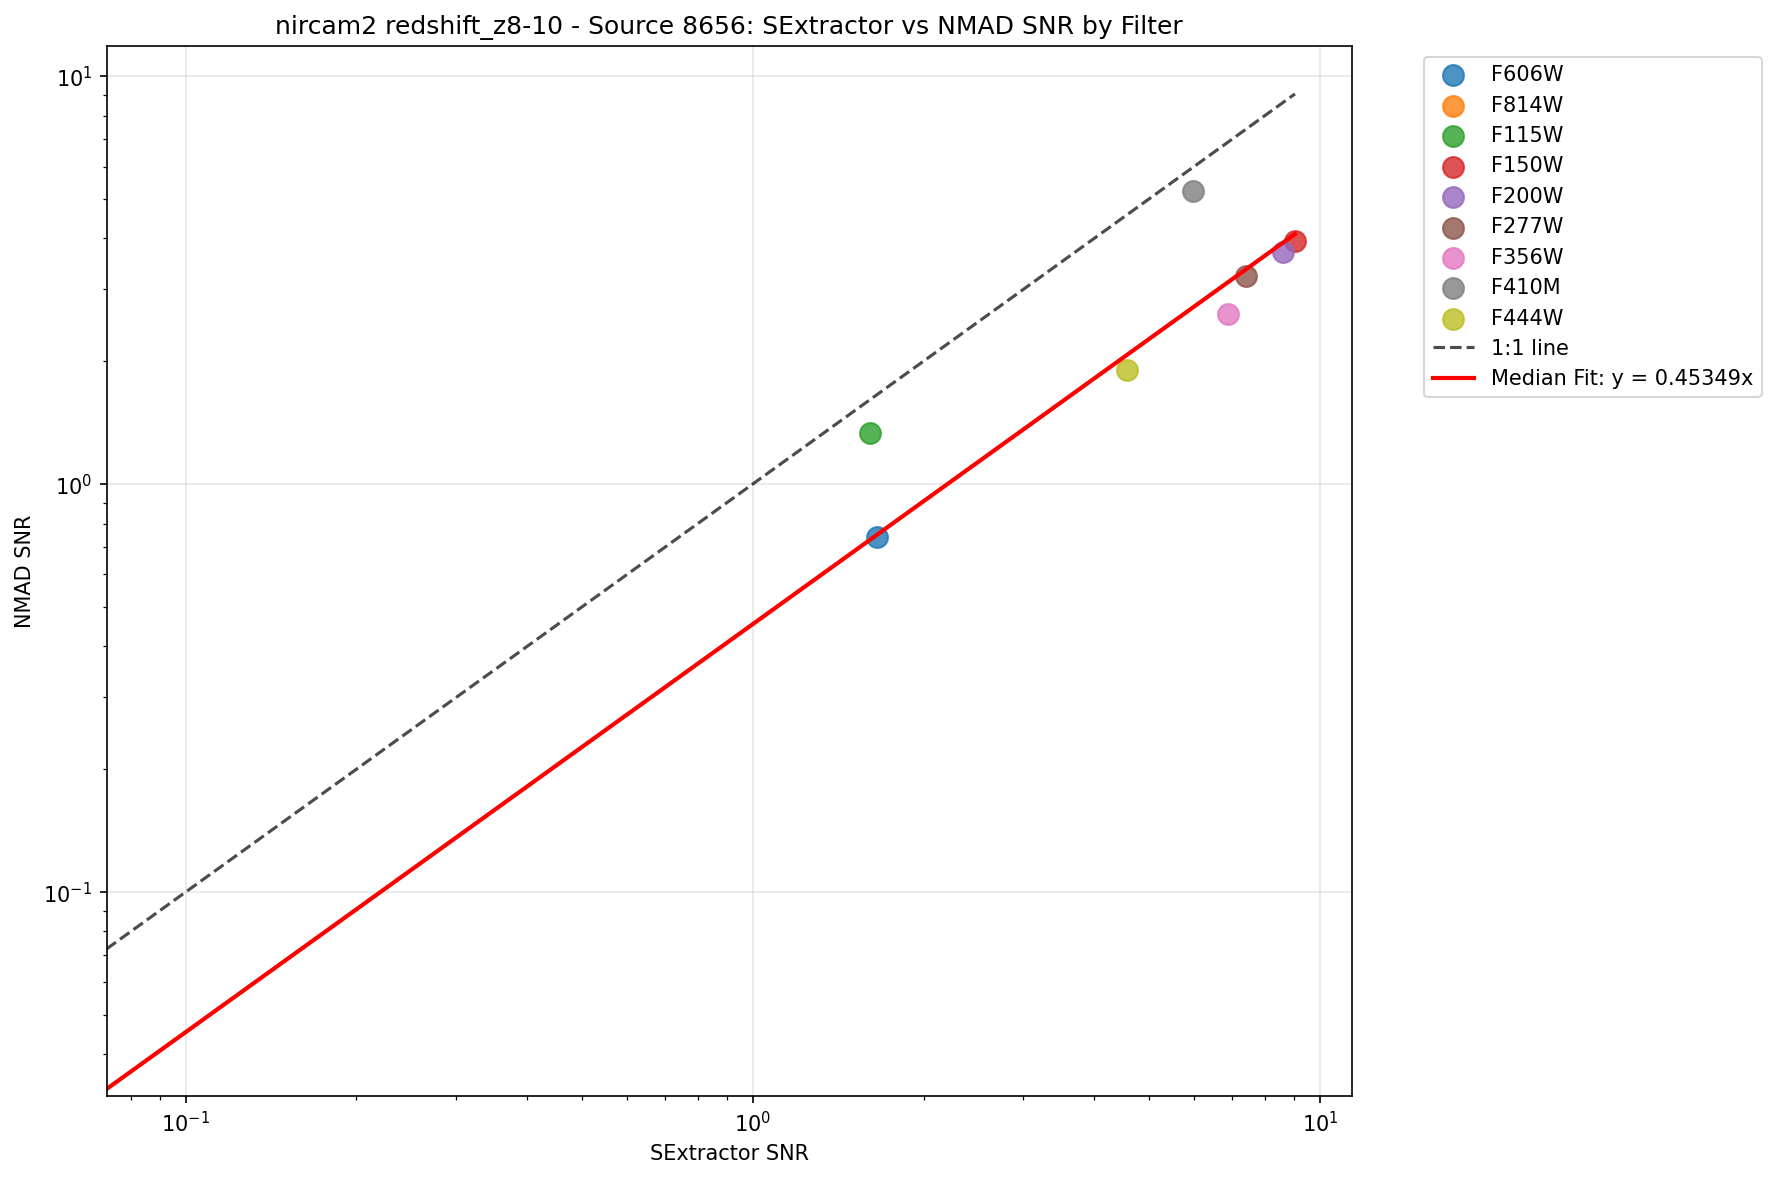 nircam2 redshift_z8-10 - Source 8656: SExtractor vs NMAD SNR by Filter
10¹
10⁰
10⁻¹
NMAD SNR
10⁻¹
10⁰
10¹
SExtractor SNR
F606W
F814W
F115W
F150W
F200W
F277W
F356W
F410M
F444W
1:1 line
Median Fit: y = 0.45349x